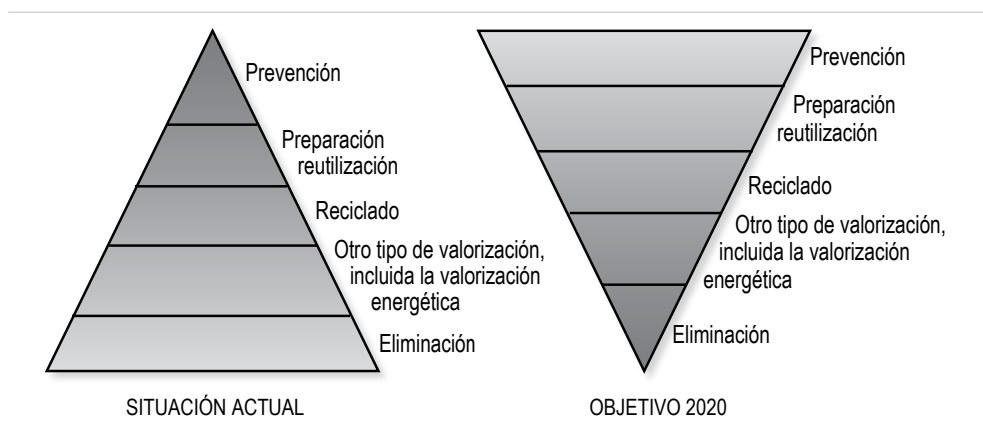 Prevención
Preparación
reutilización
Reciclado
Otro tipo de valorización,
incluida la valorización
energética
Eliminación
SITUACIÓN ACTUAL
Prevención
Preparación
reutilización
Reciclado
Otro tipo de valorización,
incluida la valorización
energética
Eliminación
OBJETIVO 2020